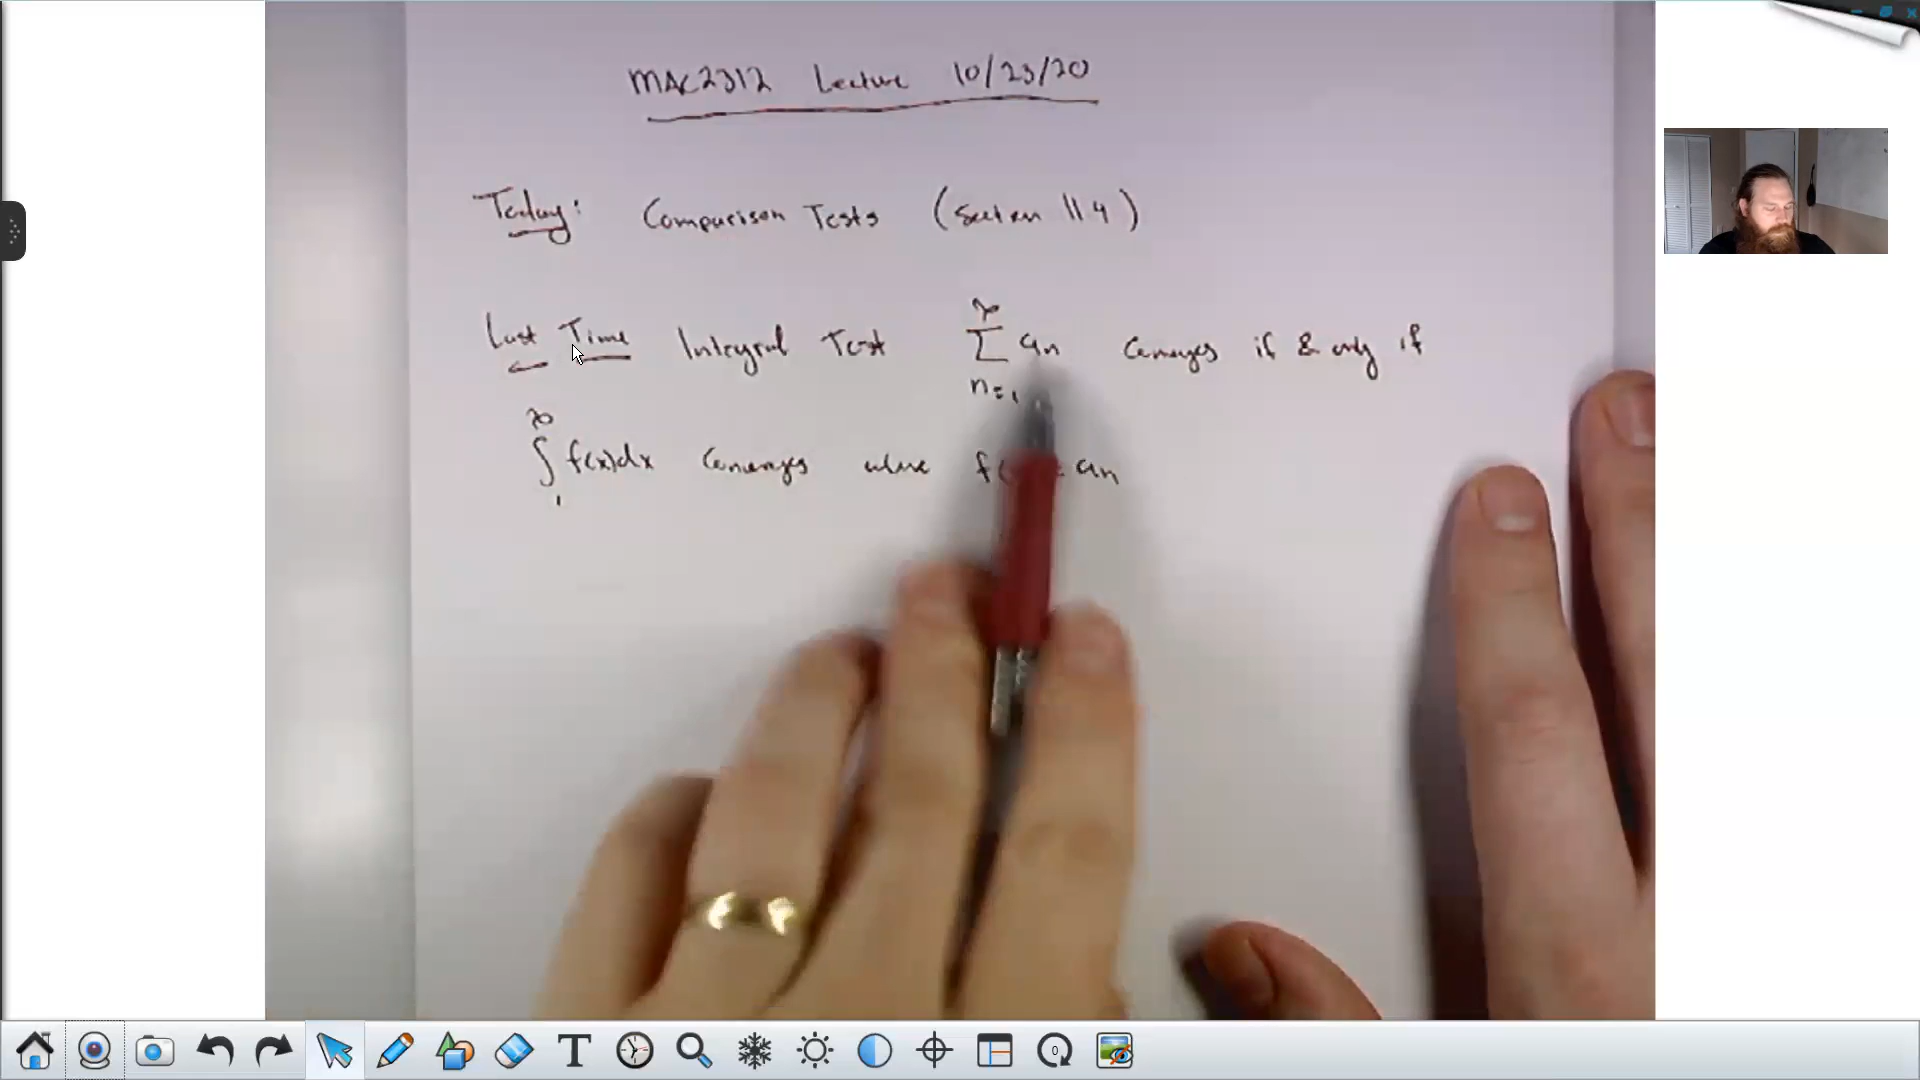 MAC2312 Lecture 10/23/20
Today: Comparison Tests (Section 11.4)
Last Time Integral Test ∞ Σ n=1 an Converges if & only if
∞ ∫ 1 f(x)dx Converges where f( = an